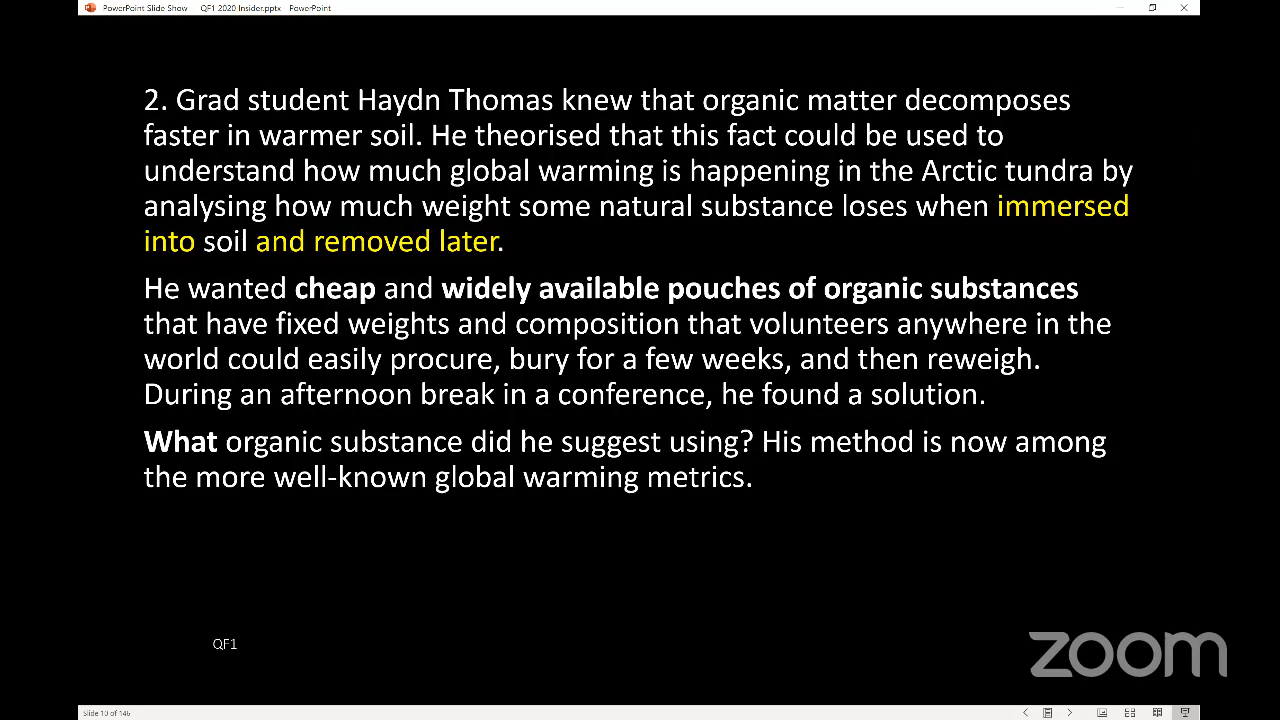 PowerPoint Slide Show    QF1 2020 Insider.pptx    PowerPoint
2. Grad student Haydn Thomas knew that organic matter decomposes
faster in warmer soil. He theorised that this fact could be used to
understand how much global warming is happening in the Arctic tundra by
analysing how much weight some natural substance loses when immersed
into soil and removed later.
He wanted cheap and widely available pouches of organic substances
that have fixed weights and composition that volunteers anywhere in the
world could easily procure, bury for a few weeks, and then reweigh.
During an afternoon break in a conference, he found a solution.
What organic substance did he suggest using? His method is now among
the more well-known global warming metrics.
QF1
zoom
Slide 10 of 146